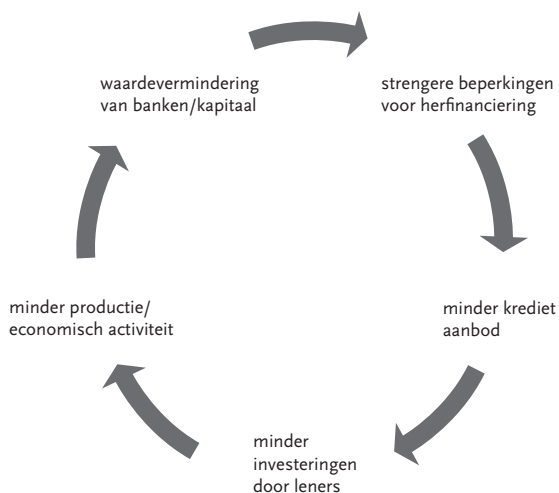 waardevermindering
van banken/kapitaal
strengere beperkingen
voor herfinanciering
minder krediet
aanbod
minder
investeringen
door leners
minder productie/
economisch activiteit